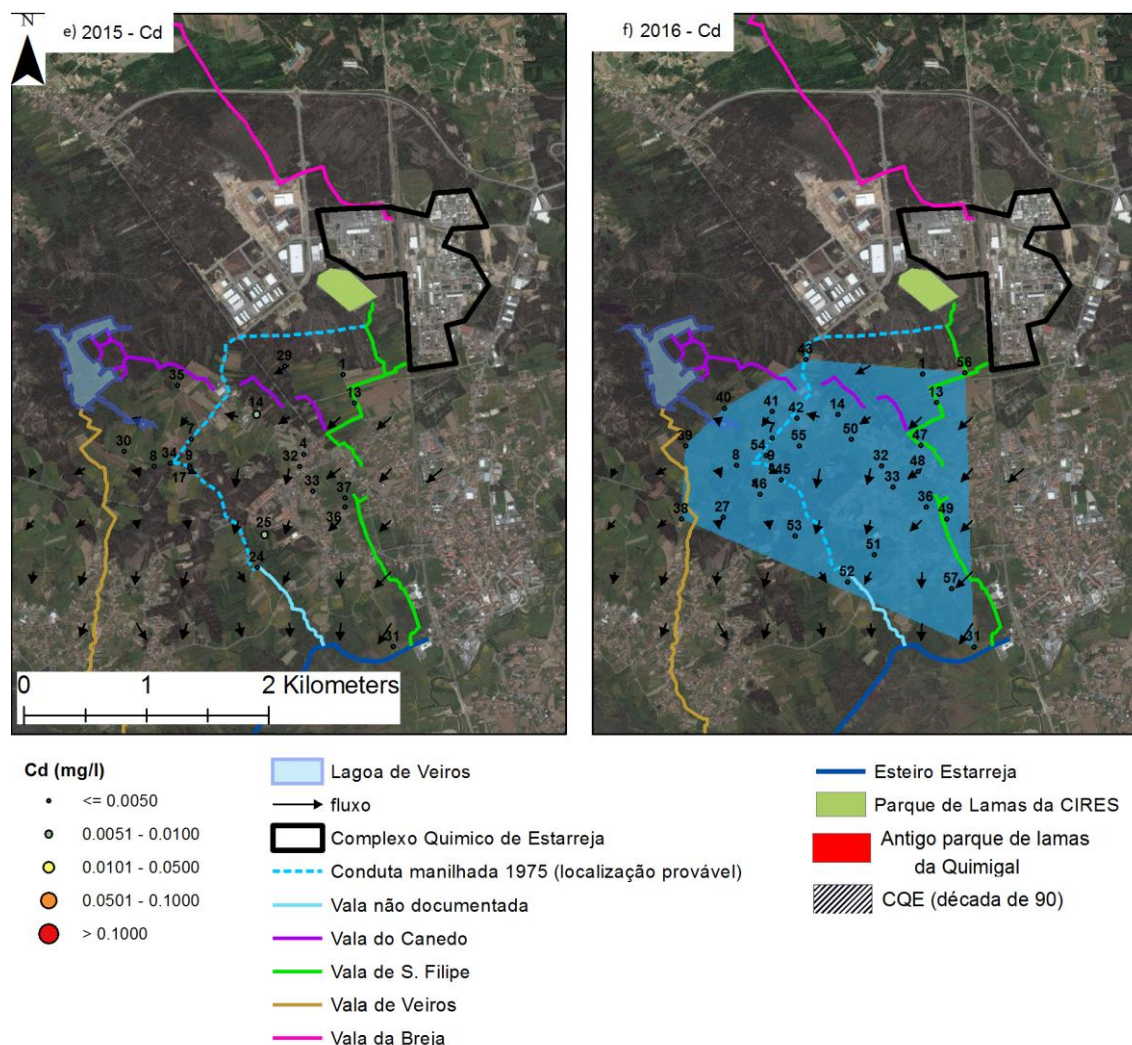 N
e) 2015 - Cd
f) 2016 - Cd
29
1
35
13
14
7
4
30
34
8
9
32
17
33
37
36
25
24
31
0 1 2 Kilometers
43
1
56
13
40
41
42
14
7
50
39
54
55
47
8
9
32
48
45
33
46
36
27
38
49
53
51
52
57
31
Cd (mg/l)
<= 0.0050
0.0051 - 0.0100
0.0101 - 0.0500
0.0501 - 0.1000
> 0.1000
Lagoa de Veiros
fluxo
Complexo Quimico de Estarreja
Conduta manilhada 1975 (localização provável)
Vala não documentada
Vala do Canedo
Vala de S. Filipe
Vala de Veiros
Vala da Breia
Esteiro Estarreja
Parque de Lamas da CIRES
Antigo parque de lamas
da Quimigal
CQE (década de 90)